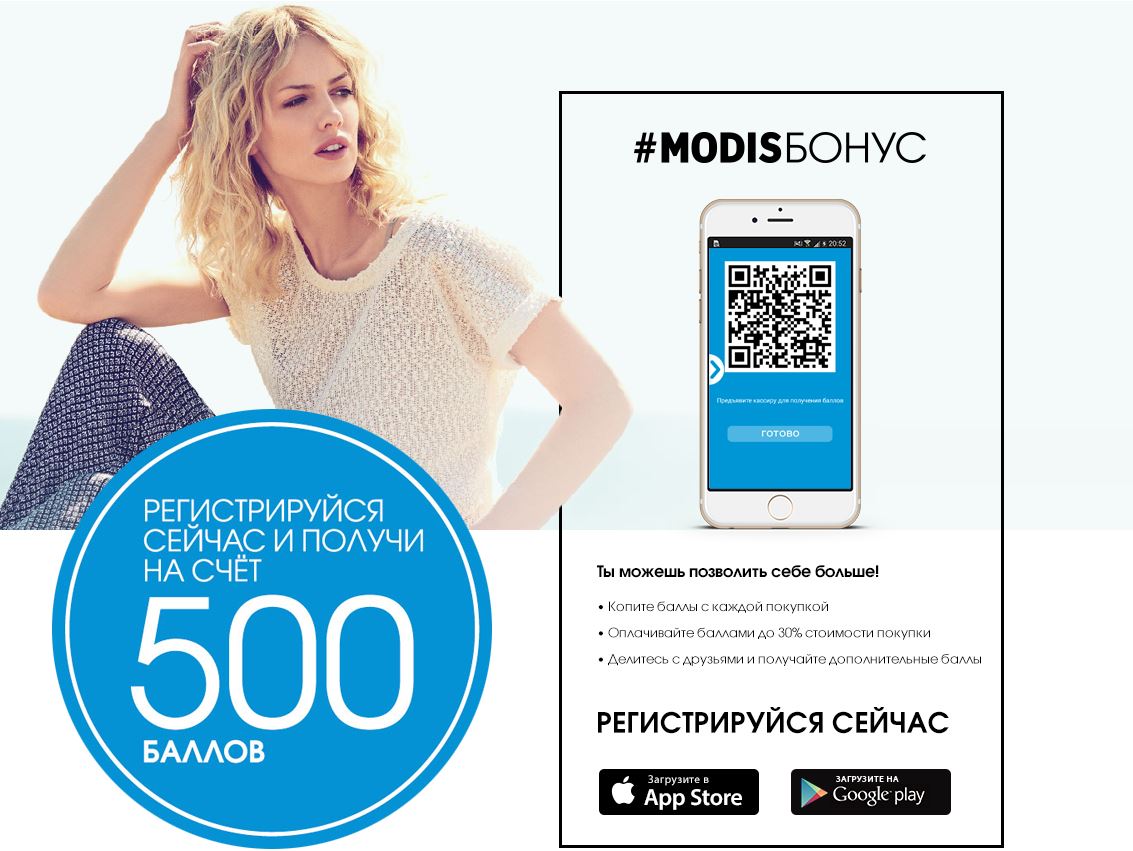 #MODISБОНУС
20:52
Предъявите кассиру для получения баллов
ГОТОВО
РЕГИСТРИРУЙСЯ
СЕЙЧАС И ПОЛУЧИ
НА СЧЁТ
500
БАЛЛОВ
Ты можешь позволить себе больше!
• Копите баллы с каждой покупкой
• Оплачивайте баллами до 30% стоимости покупки
• Делитесь с друзьями и получайте дополнительные баллы
РЕГИСТРИРУЙСЯ СЕЙЧАС
Загрузите в
App Store
ЗАГРУЗИТЕ НА
Google play